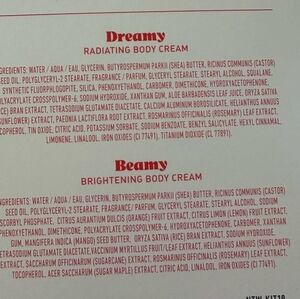 Dreamy
RADIATING BODY CREAM
INGREDIENTS: WATER / AQUA / EAU, GLYCERIN, BUTYROSPERMUM PARKII (SHEA) BUTTER, RICINUS COMMUNIS (CASTOR)
SEED OIL, POLYGLYCERYL-2 STEARATE, FRAGRANCE / PARFUM, GLYCERYL STEARATE, STEARYL ALCOHOL, SQUALANE,
SYNTHETIC FLUORPHLOGOPITE, SILICA, PHENOXYETHANOL, CARBOMER, DIMETHICONE, HYDROXYACETOPHENONE,
POLYACRYLATE CROSSPOLYMER-6, SODIUM HYDROXIDE, XANTHAN GUM, ALOE BARBADENSIS LEAF JUICE, ORYZA SATIVA
(RICE) BRAN EXTRACT, TETRASODIUM GLUTAMATE DIACETATE, CALCIUM ALUMINUM BOROSILICATE, HELIANTHUS ANNUUS
(SUNFLOWER) EXTRACT, PAEONIA LACTIFLORA ROOT EXTRACT, ROSMARINUS OFFICINALIS (ROSEMARY) LEAF EXTRACT,
TOCOPHEROL, TIN OXIDE, CITRIC ACID, POTASSIUM SORBATE, SODIUM BENZOATE, BENZYL SALICYLATE, HEXYL CINNAMAL,
LIMONENE, LINALOOL, IRON OXIDES (CI 77491), TITANIUM DIOXIDE (CI 77891).
Beamy
BRIGHTENING BODY CREAM
INGREDIENTS: WATER / AQUA / EAU, GLYCERIN, BUTYROSPERMUM PARKII (SHEA) BUTTER, RICINUS COMMUNIS (CASTOR)
SEED OIL, POLYGLYCERYL-2 STEARATE, FRAGRANCE/PARFUM, GLYCERYL STEARATE, STEARYL ALCOHOL, SODIUM
ASCORBYL PHOSPHATE, CITRUS AURANTIUM DULCIS (ORANGE) FRUIT EXTRACT, CITRUS LIMON (LEMON) FRUIT EXTRACT,
PHENOXYETHANOL, DIMETHICONE, POLYACRYLATE CROSSPOLYMER-6, HYDROXYACETOPHENONE, CARBOMER, XANTHAN
GUM, MANGIFERA INDICA (MANGO) SEED BUTTER, ORYZA SATIVA (RICE) BRAN EXTRACT, SODIUM HYDROXIDE,
TETRASODIUM GLUTAMATE DIACETATE, VACCINIUM MYRTILLUS FRUIT/LEAF EXTRACT, HELIANTHUS ANNUUS (SUNFLOWER)
EXTRACT, SACCHARUM OFFICINARUM (SUGARCANE) EXTRACT, ROSMARINUS OFFICINALIS (ROSEMARY) LEAF EXTRACT,
TOCOPHEROL, ACER SACCHARUM (SUGAR MAPLE) EXTRACT, CITRIC ACID, LINALOOL, IRON OXIDES (CI 77491).